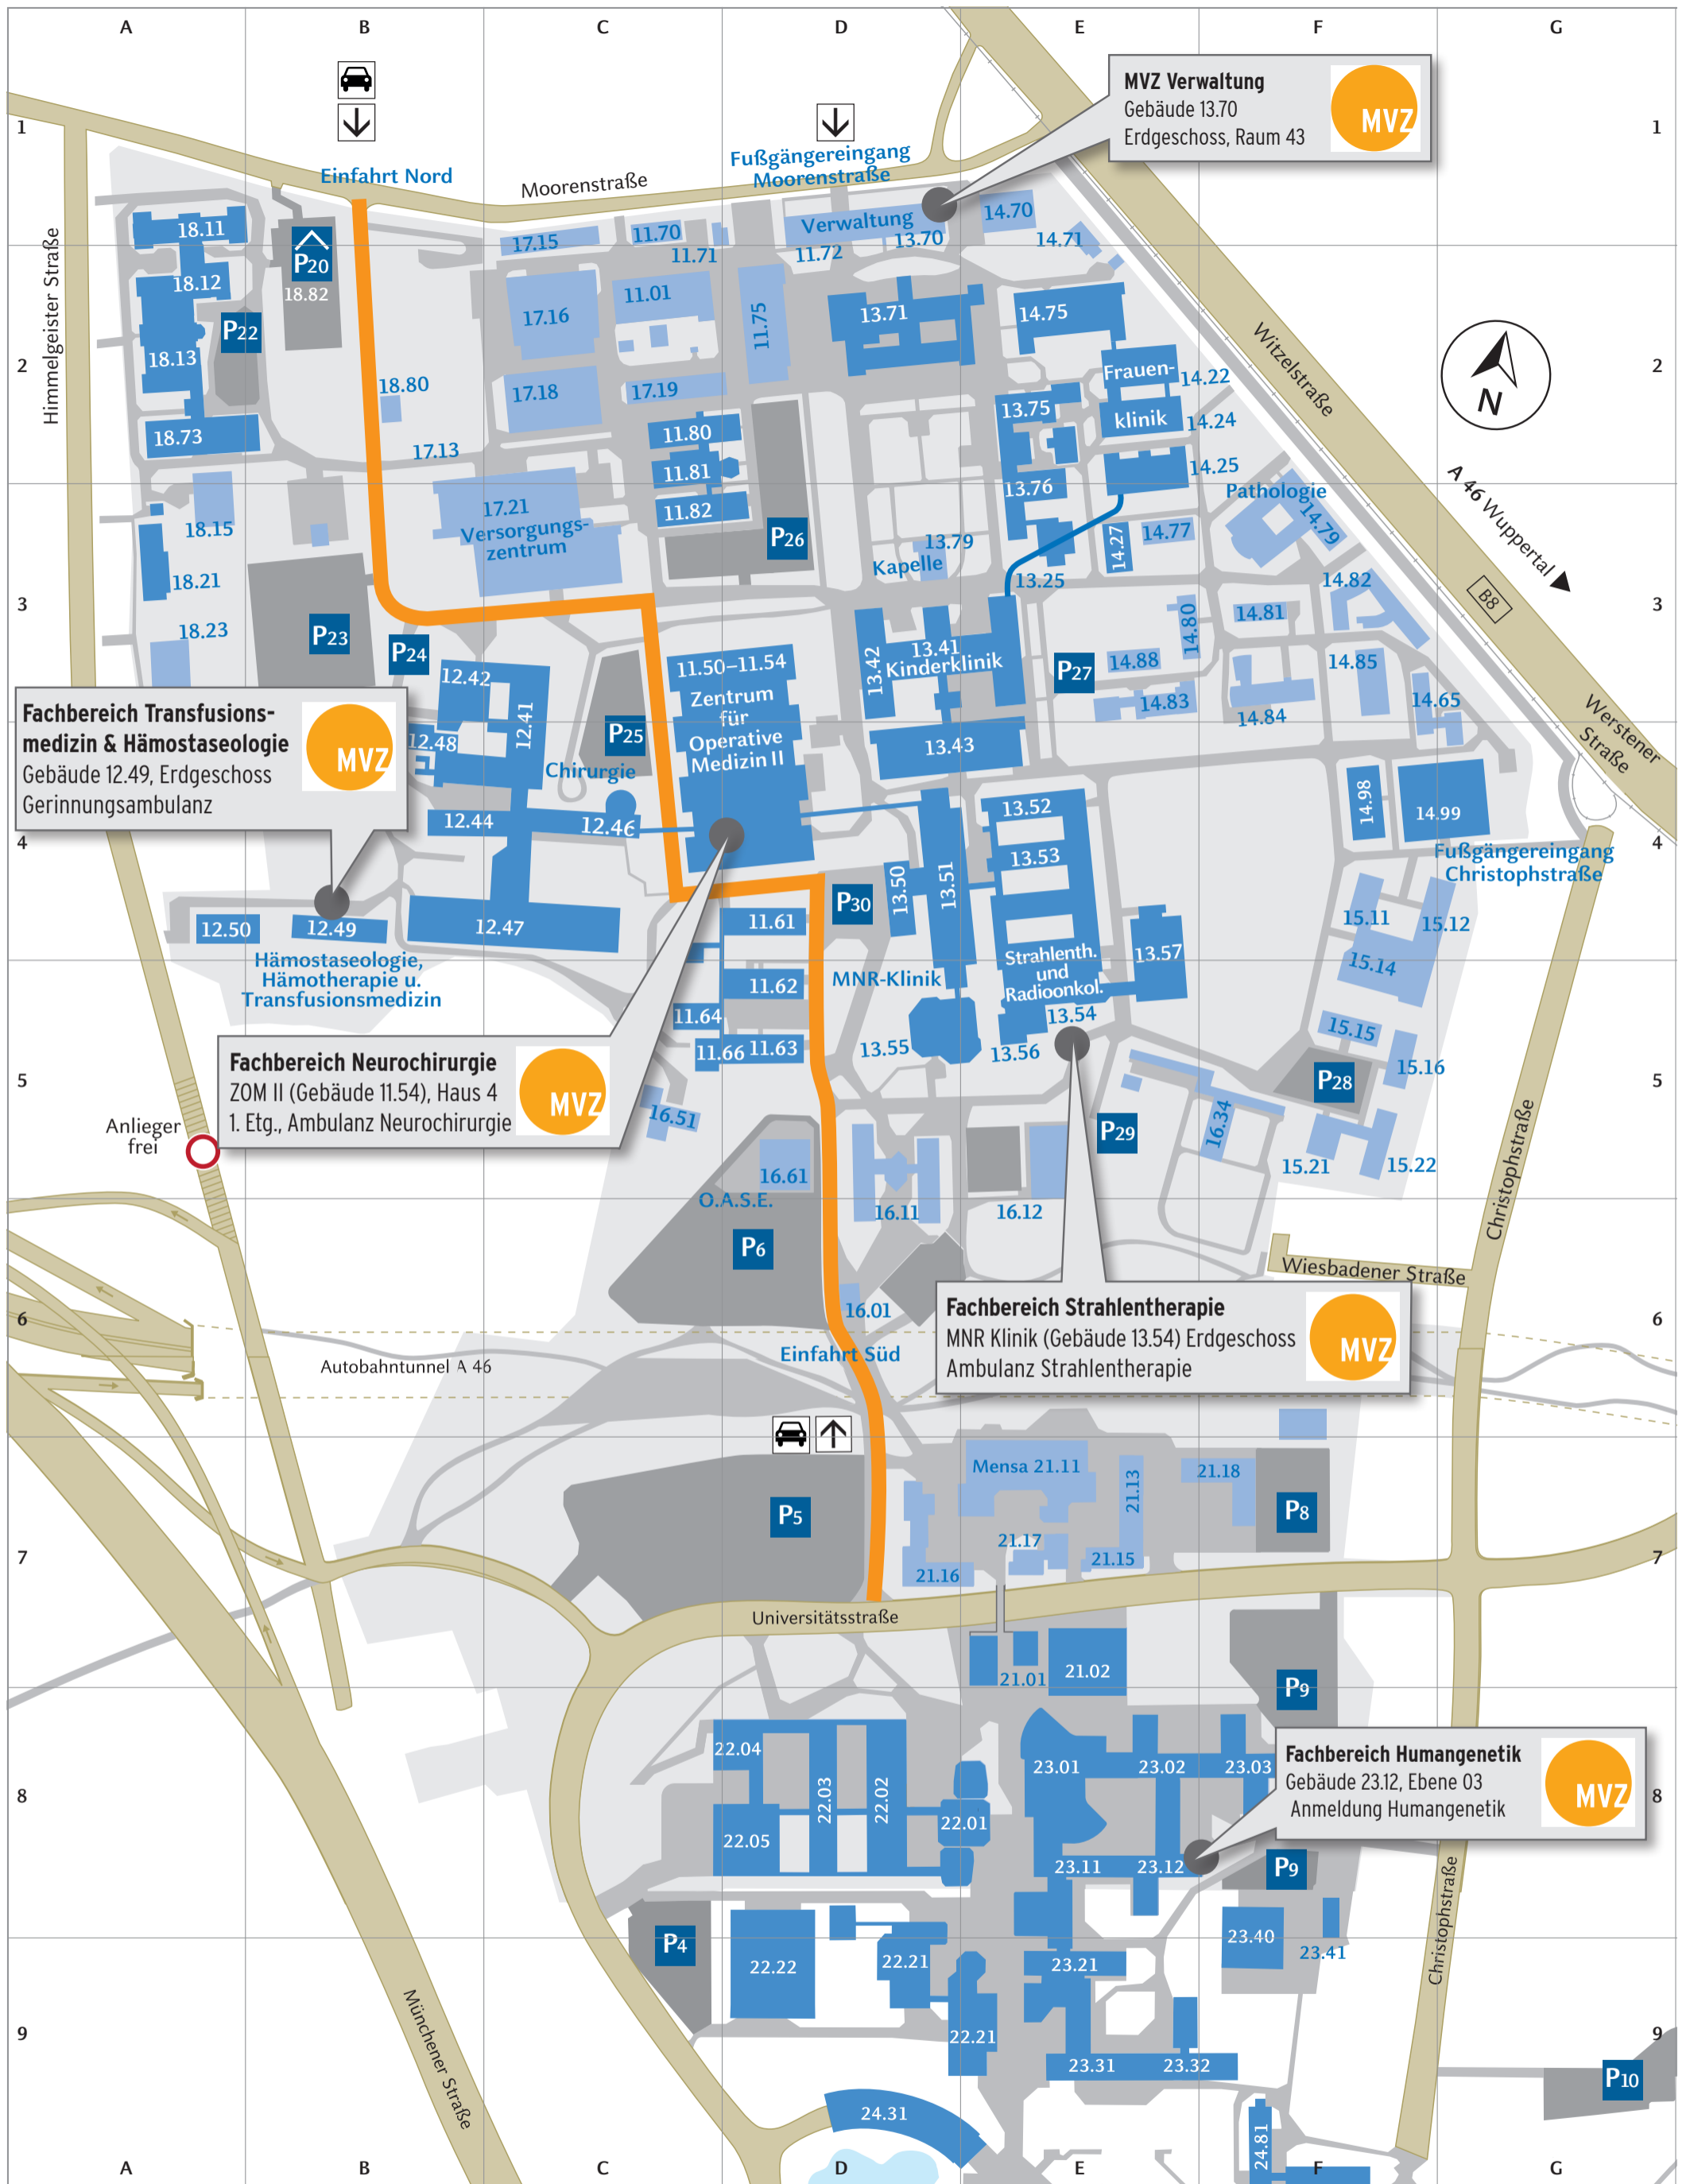 A
B
C
D
E
F
G
1
1
MVZ Verwaltung
Gebäude 13.70
Erdgeschoss, Raum 43
MVZ
Einfahrt Nord
Moorenstraße
Fußgängereingang
Moorenstraße
Himmelgeister Straße
18.11
P20
18.82
18.12
P22
18.13
18.73
18.80
17.13
17.15
11.70
11.71
Verwaltung
11.72
13.70
14.70
14.71
17.16
11.01
11.75
13.71
14.75
2
2
17.18
17.19
Frauen-
klinik
14.22
14.24
14.25
13.75
13.76
Witzelstraße
N
11.80
11.81
11.82
17.21
Versorgungs-
zentrum
P26
13.79
Kapelle
13.25
14.27
14.77
Pathologie
14.79
A 46 Wuppertal
B8
18.15
18.21
18.23
3
3
P23
P24
14.82
14.81
14.80
14.88
14.83
P27
14.85
14.84
14.65
Werstener
Straße
12.42
12.41
12.48
P25
Chirurgie
11.50–11.54
Zentrum
für
Operative
Medizin II
13.42
13.41
Kinderklinik
13.43
Fachbereich Transfusions-
medizin & Hämostaseologie
Gebäude 12.49, Erdgeschoss
Gerinnungsambulanz
MVZ
4
4
12.44
12.46
12.47
12.50
12.49
Hämostaseologie,
Hämotherapie u.
Transfusionsmedizin
13.52
13.53
13.50
13.51
P30
14.98
14.99
Fußgängereingang
Christophstraße
11.61
11.62
11.64
11.66
11.63
MNR-Klinik
Strahlenth.
und
Radioonkol.
13.57
13.54
13.55
13.56
15.11
15.12
15.14
15.15
15.16
P28
15.21
15.22
Fachbereich Neurochirurgie
ZOM II (Gebäude 11.54), Haus 4
1. Etg., Ambulanz Neurochirurgie
MVZ
5
5
Anlieger
frei
16.51
16.61
O.A.S.E.
P6
P29
16.34
16.11
16.12
16.01
Einfahrt Süd
Christophstraße
Wiesbadener Straße
Fachbereich Strahlentherapie
MNR Klinik (Gebäude 13.54) Erdgeschoss
Ambulanz Strahlentherapie
MVZ
6
6
Autobahntunnel A 46
P5
Mensa 21.11
21.13
21.18
P8
21.17
21.15
21.16
7
7
Universitätsstraße
21.01
21.02
P9
22.04
22.03
22.02
22.05
22.01
23.01
23.02
23.03
23.11
23.12
Fachbereich Humangenetik
Gebäude 23.12, Ebene 03
Anmeldung Humangenetik
MVZ
8
8
P9
P4
22.22
22.21
22.21
23.21
23.40
23.41
Christophstraße
Münchener Straße
9
9
23.31
23.32
P10
24.31
24.81
A
B
C
D
E
F
G